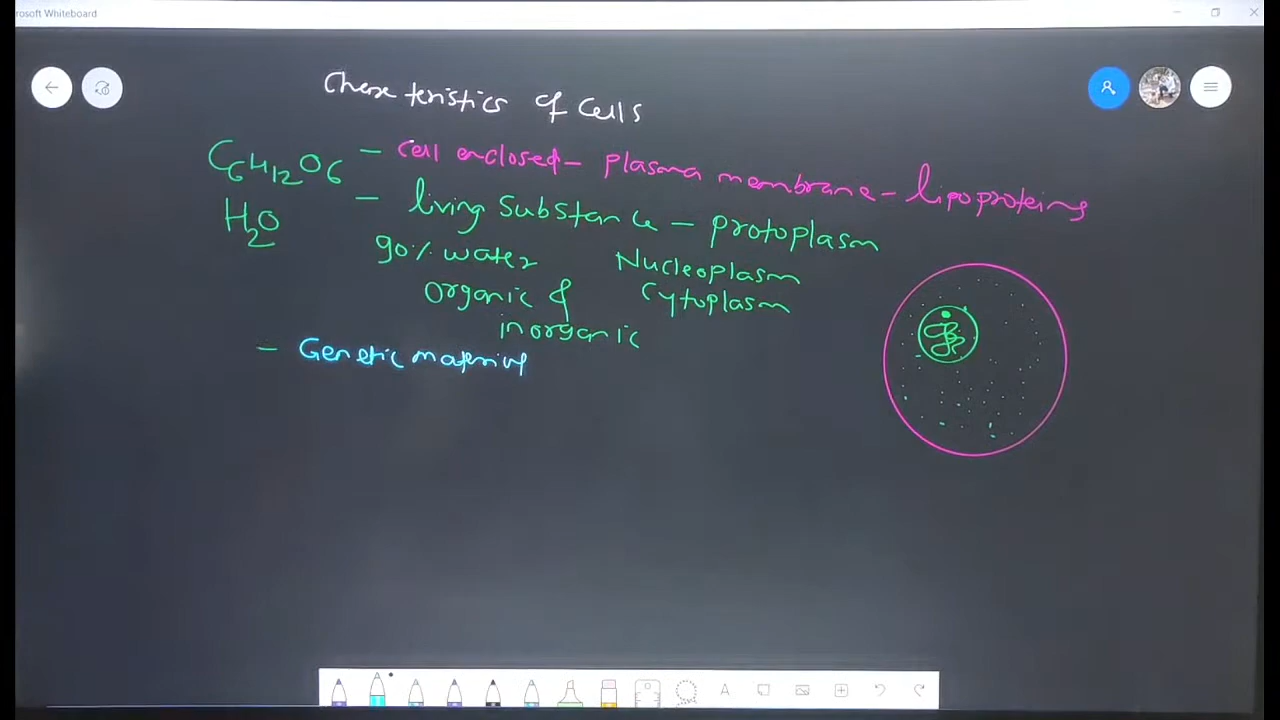 rosoft Whiteboard
Charecteristics of Cells
C6H12O6 – Cell enclosed – plasma membrane – lipoproteins
H2O – living substance – protoplasm
90% water Nucleoplasm
organic & Cytoplasm
inorganic
– Genetic material